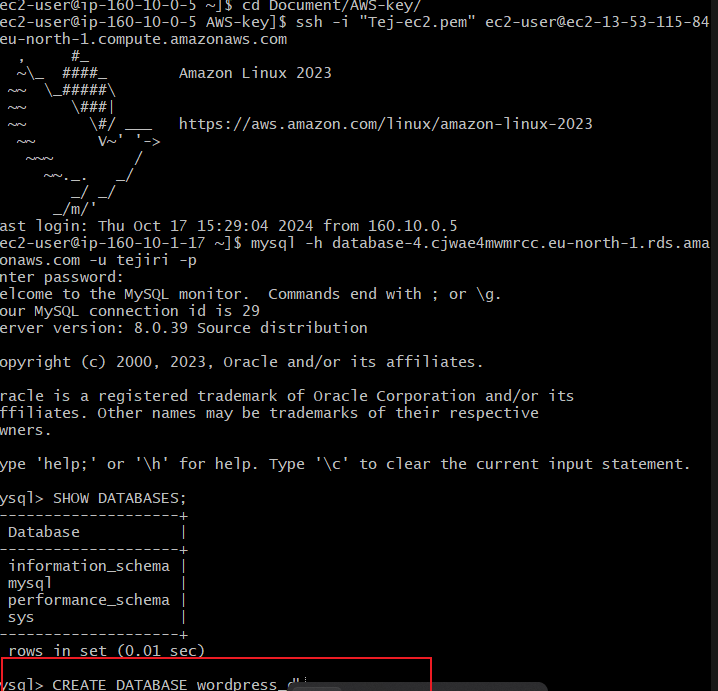 ec2-user@ip-160-10-0-5 ~]$ cd Document/AWS-key/
ec2-user@ip-160-10-0-5 AWS-key]$ ssh -i "Tej-ec2.pem" ec2-user@ec2-13-53-115-84
eu-north-1.compute.amazonaws.com
   ,     #_
  ~\_  ####_        Amazon Linux 2023
 ~~  \_#####\
 ~~     \###|
 ~~       \#/ ___   https://aws.amazon.com/linux/amazon-linux-2023
  ~~       V~' '->
   ~~~         /
     ~~._.   _/
        _/ _/
      _/m/'
ast login: Thu Oct 17 15:29:04 2024 from 160.10.0.5
ec2-user@ip-160-10-1-17 ~]$ mysql -h database-4.cjwae4mwmrcc.eu-north-1.rds.ama
onaws.com -u tejiri -p
nter password:
elcome to the MySQL monitor.  Commands end with ; or \g.
our MySQL connection id is 29
erver version: 8.0.39 Source distribution
opyright (c) 2000, 2023, Oracle and/or its affiliates.
racle is a registered trademark of Oracle Corporation and/or its
ffiliates. Other names may be trademarks of their respective
wners.
ype 'help;' or '\h' for help. Type '\c' to clear the current input statement.
ysql> SHOW DATABASES;
--------------------+
 Database           |
--------------------+
 information_schema |
 mysql              |
 performance_schema |
 sys                |
--------------------+
 rows in set (0.01 sec)
ysql> CREATE DATABASE